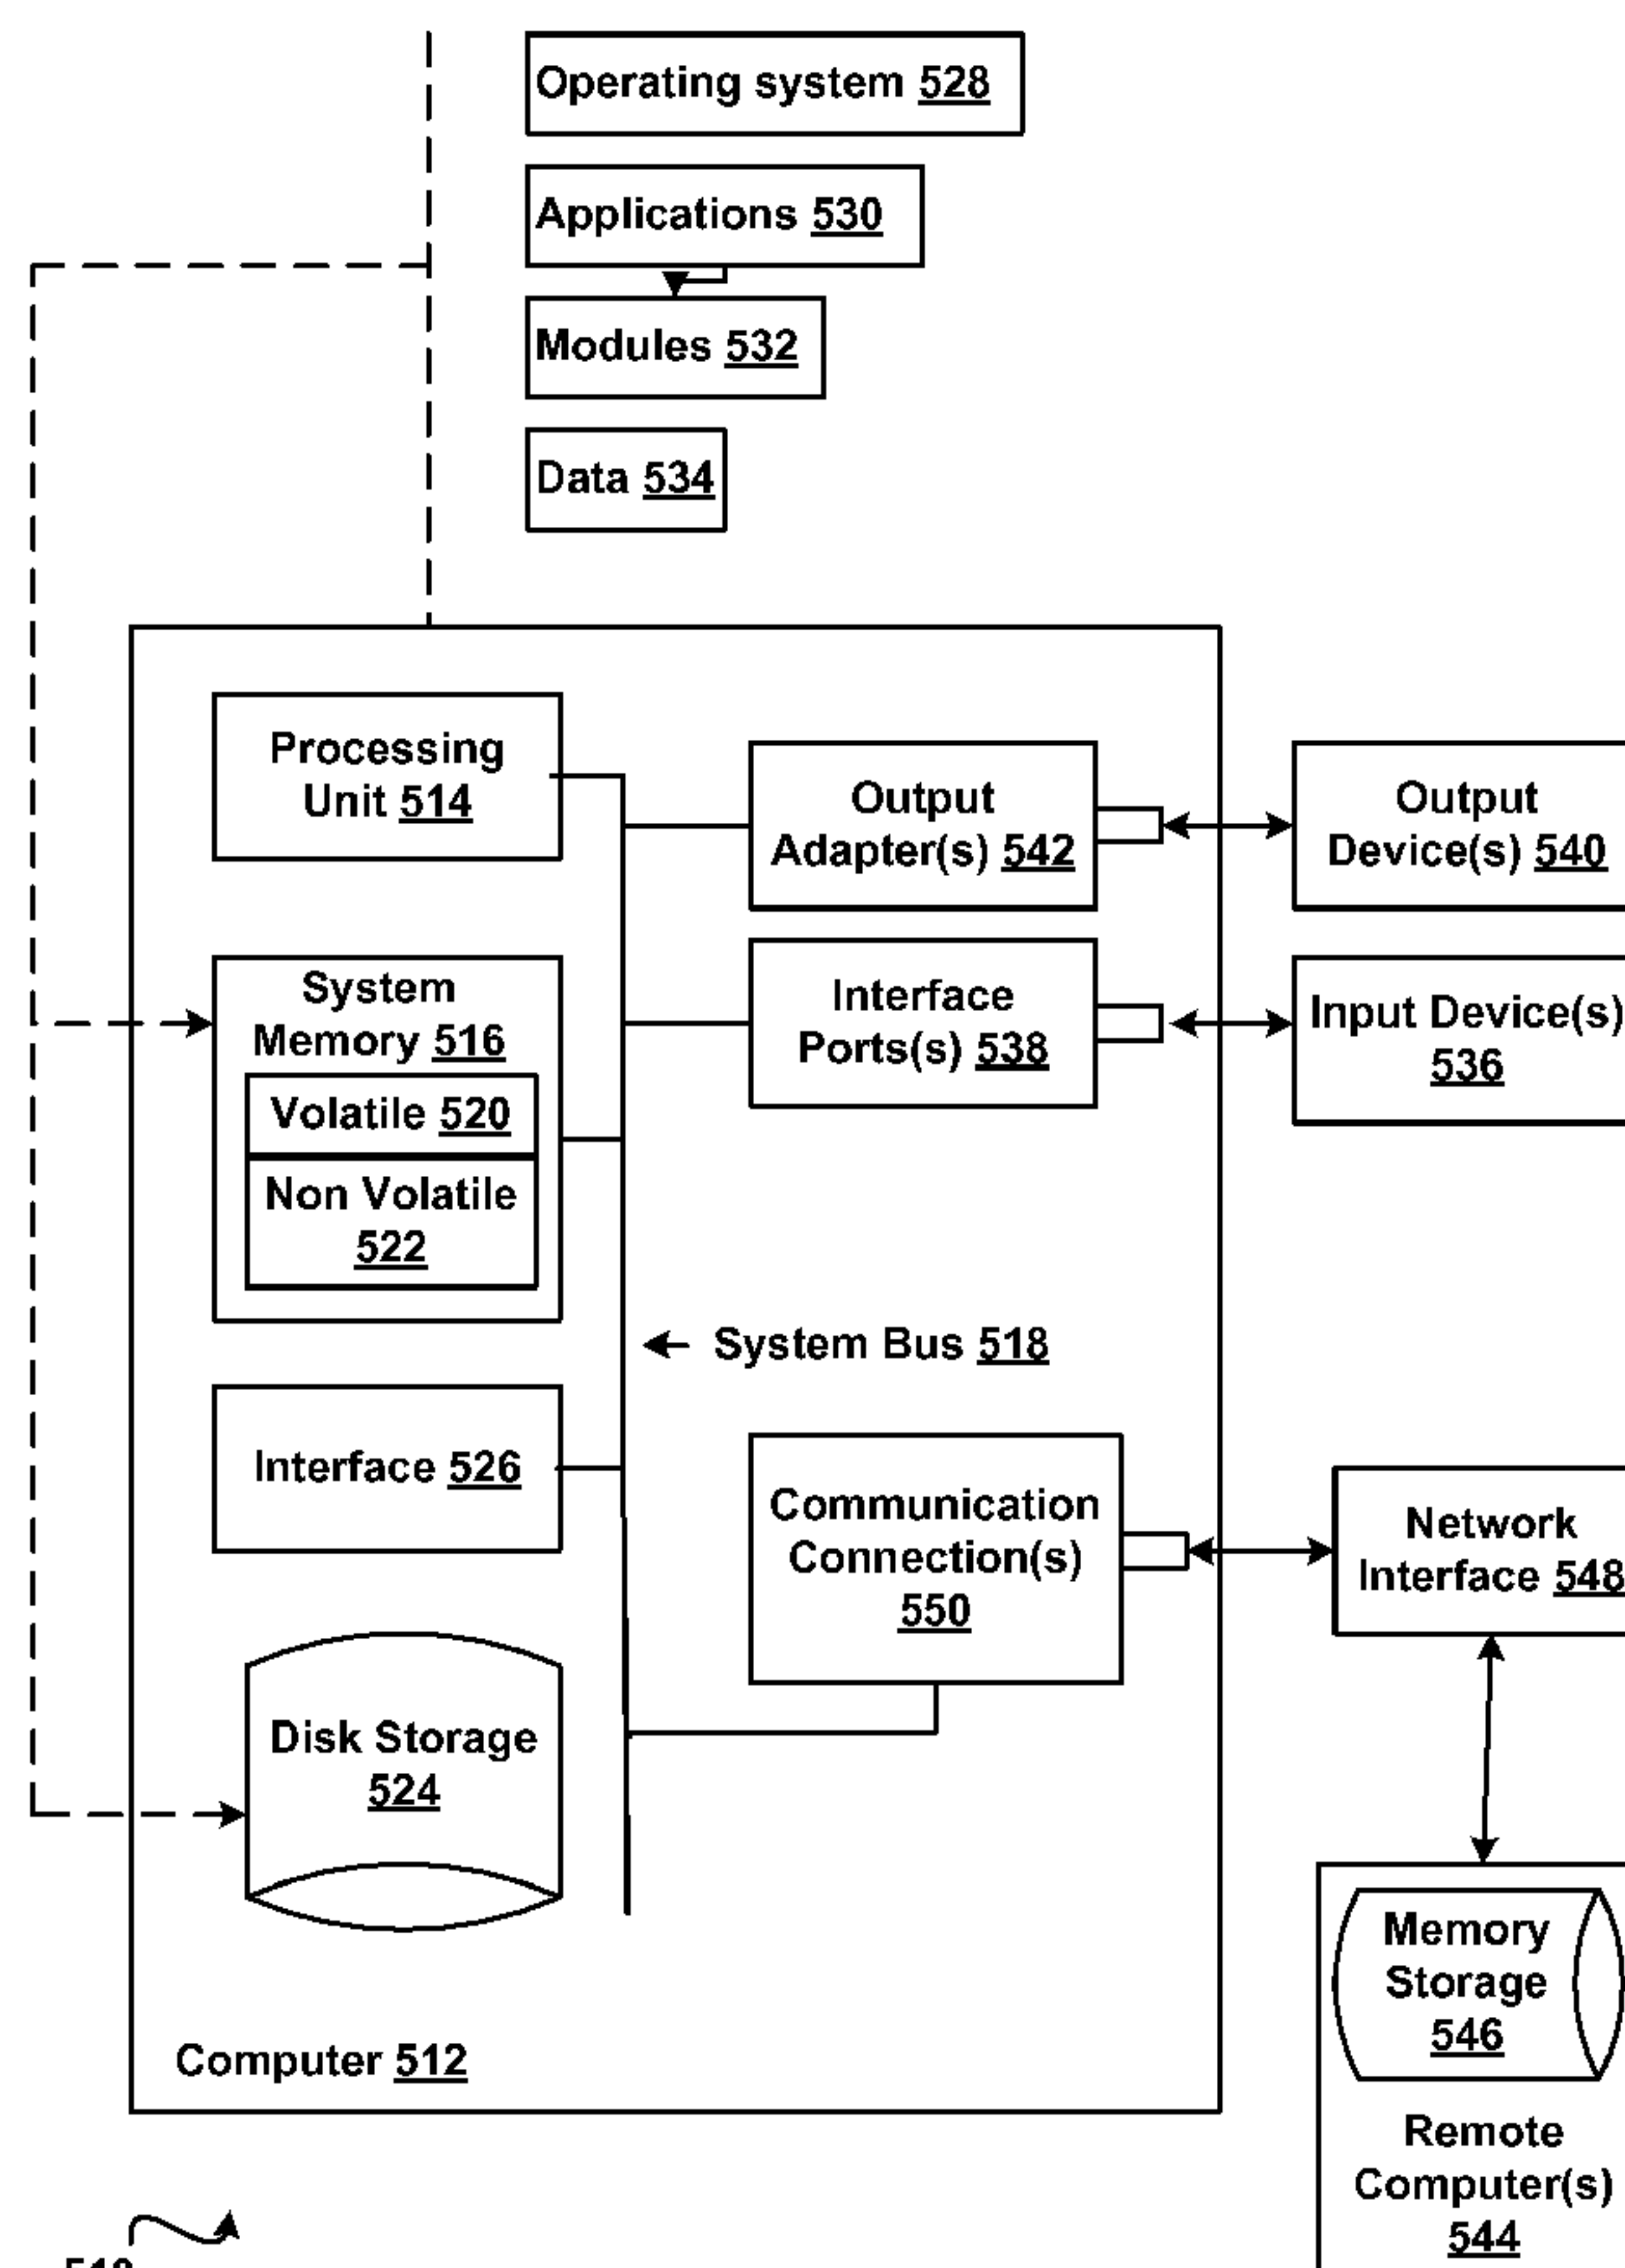 Operating system 528
Applications 530
Modules 532
Data 534
Processing
Unit 514
Output
Adapter(s) 542
Output
Device(s) 540
System
Memory 516
Volatile 520
Non Volatile
522
Interface
Ports(s) 538
Input Device(s)
536
System Bus 518
Interface 526
Communication
Connection(s)
550
Network
Interface 548
Disk Storage
524
Memory
Storage
546
Computer 512
Remote
Computer(s)
544